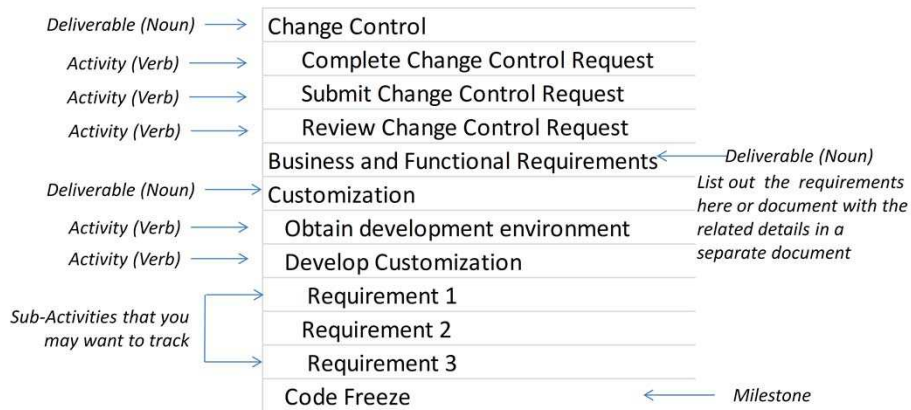 Deliverable (Noun)
Change Control
Activity (Verb)
Complete Change Control Request
Activity (Verb)
Submit Change Control Request
Activity (Verb)
Review Change Control Request
Business and Functional Requirements
Deliverable (Noun)
List out the requirements
here or document with the
related details in a
separate document
Deliverable (Noun)
Customization
Activity (Verb)
Obtain development environment
Activity (Verb)
Develop Customization
Sub-Activities that you
may want to track
Requirement 1
Requirement 2
Requirement 3
Code Freeze
Milestone